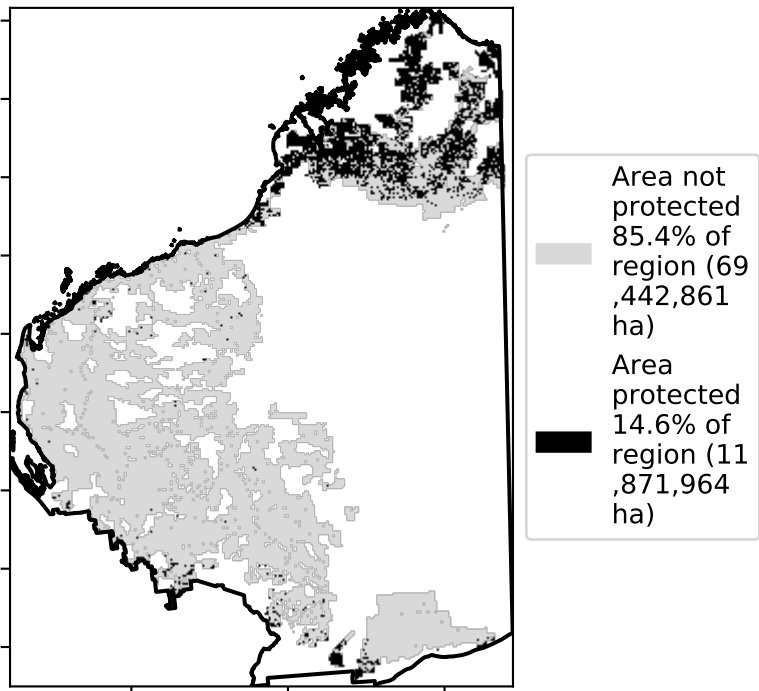 Area not
protected
85.4% of
region (69
,442,861
ha)
Area
protected
14.6% of
region (11
,871,964
ha)